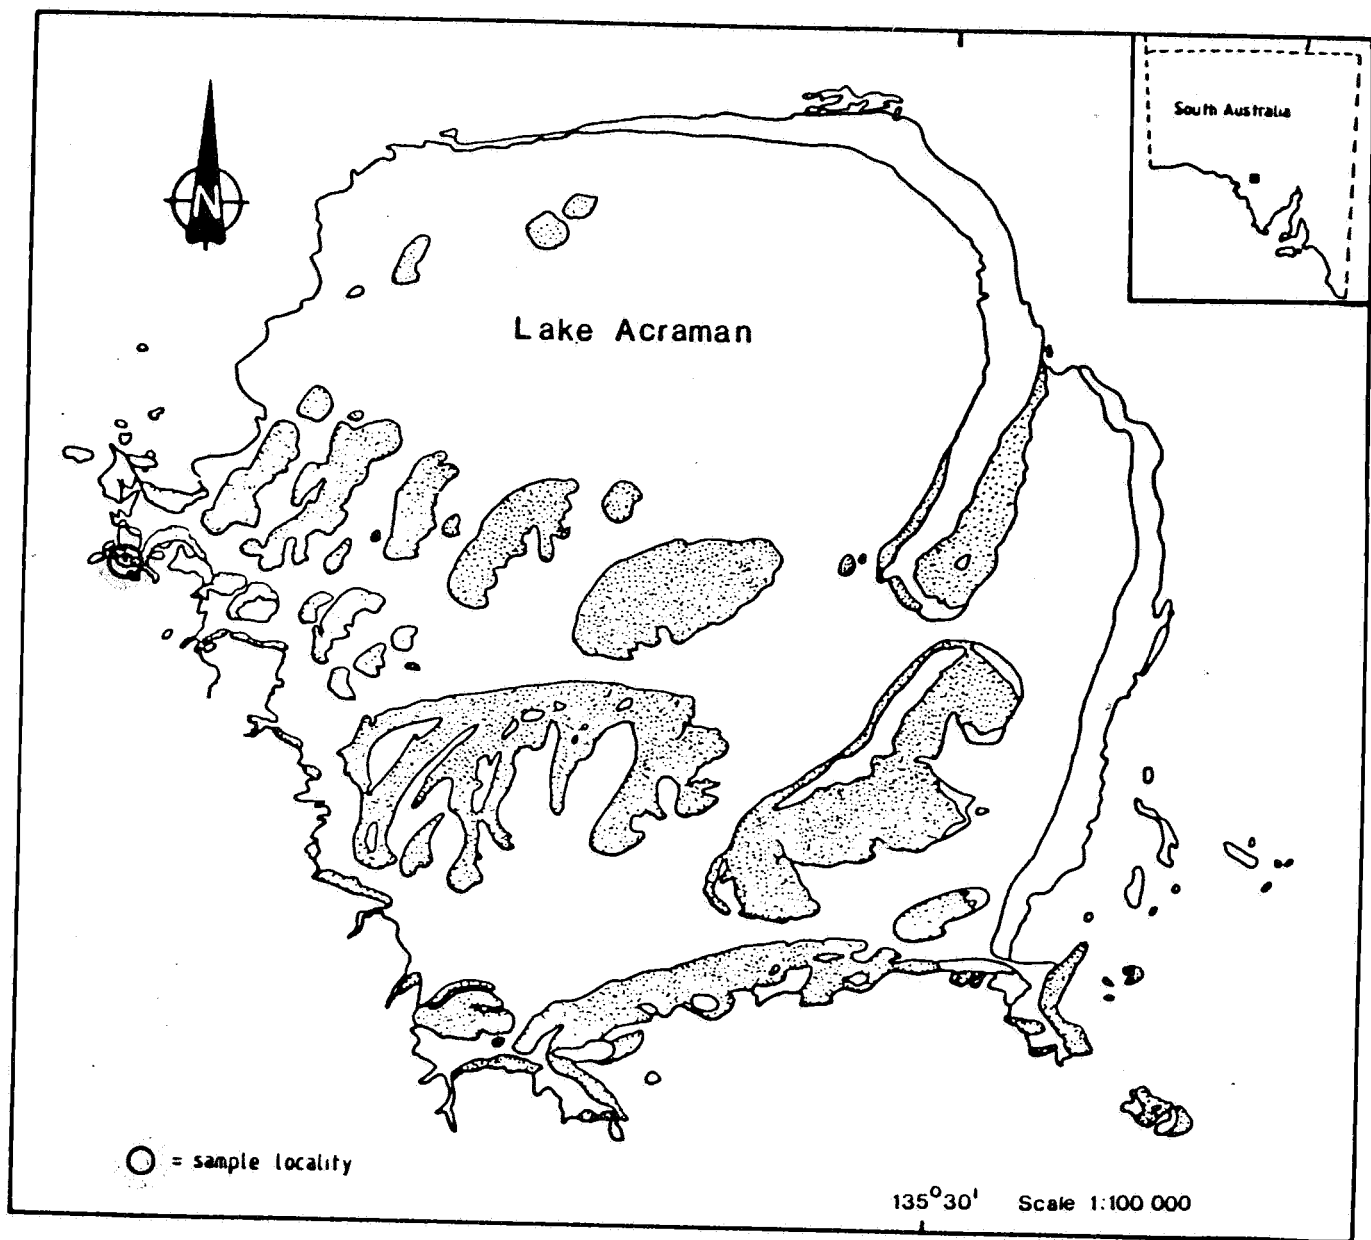 South Australia
N
Lake Acraman
= sample locality
135°30' Scale 1:100 000